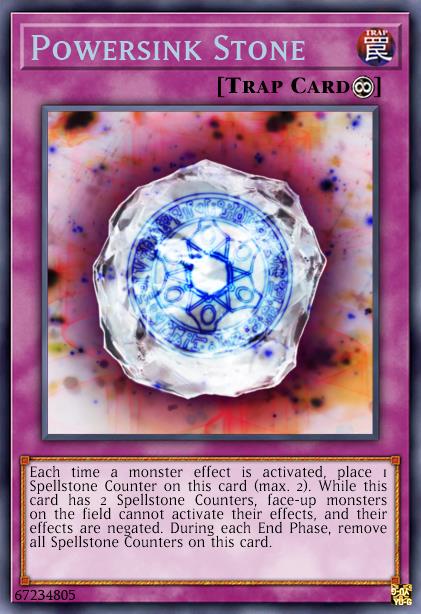 Powersink Stone
TRAP
罠
[Trap Card]
Each time a monster effect is activated, place 1
Spellstone Counter on this card (max. 2). While this
card has 2 Spellstone Counters, face-up monsters
on the field cannot activate their effects, and their
effects are negated. During each End Phase, remove
all Spellstone Counters on this card.
67234805